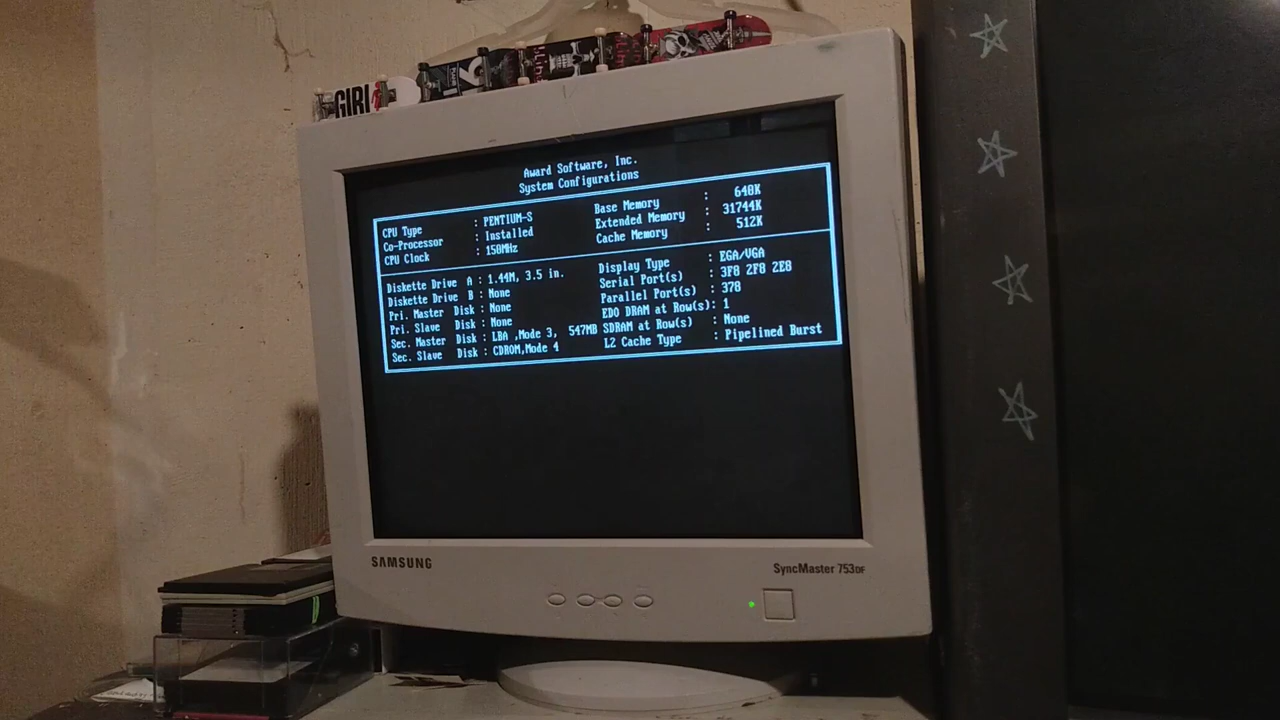 GIRL
Award Software, Inc.
System Configurations
CPU Type : PENTIUM-S
Co-Processor : Installed
CPU Clock : 150MHz
Base Memory : 640K
Extended Memory : 31744K
Cache Memory : 512K
Diskette Drive A : 1.44M, 3.5 in.
Diskette Drive B : None
Pri. Master Disk : None
Pri. Slave Disk : None
Sec. Master Disk : LBA ,Mode 3, 547MB
Sec. Slave Disk : CDROM,Mode 4
Display Type : EGA/VGA
Serial Port(s) : 3F8 2F8 2E8
Parallel Port(s) : 378
EDO DRAM at Row(s): 1
SDRAM at Row(s) : None
L2 Cache Type : Pipelined Burst
SAMSUNG
SyncMaster 753DF